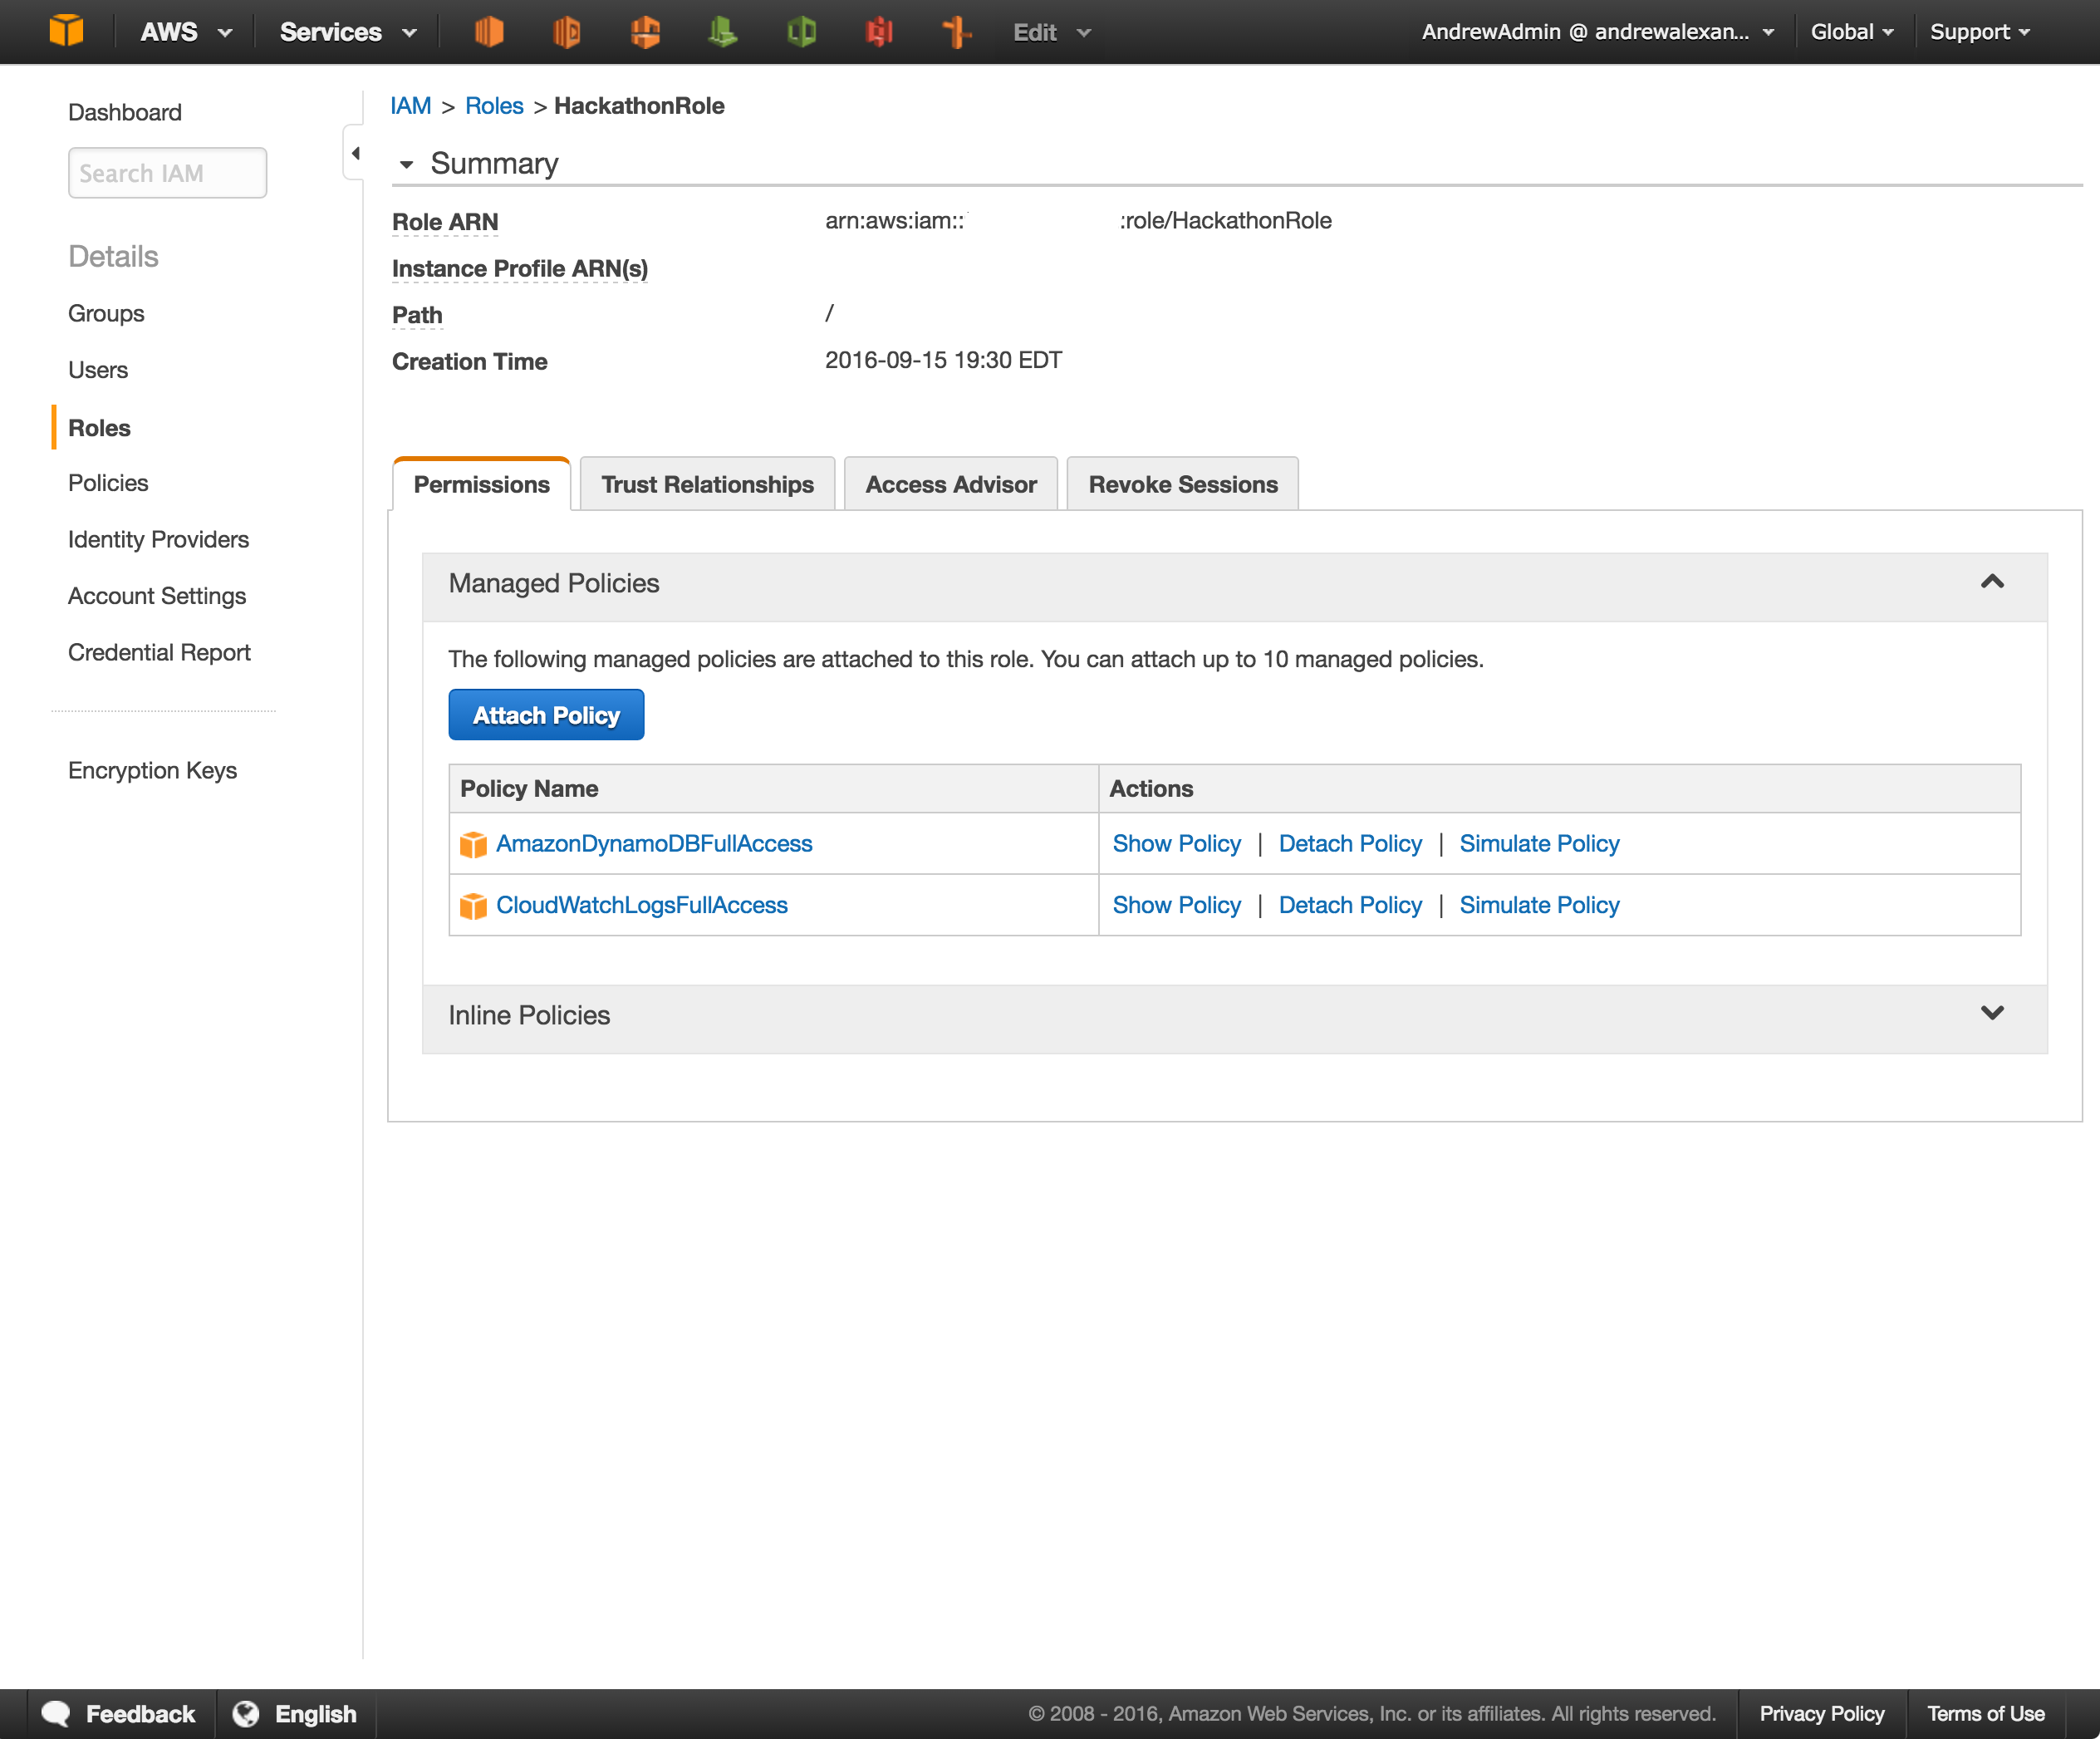 AWS Services Edit AndrewAdmin @ andrewalexan... Global Support
Dashboard
Search IAM
Details
Groups
Users
Roles
Policies
Identity Providers
Account Settings
Credential Report
Encryption Keys
IAM > Roles > HackathonRole
Summary
Role ARN arn:aws:iam:: :role/HackathonRole
Instance Profile ARN(s)
Path /
Creation Time 2016-09-15 19:30 EDT
Permissions Trust Relationships Access Advisor Revoke Sessions
Managed Policies
The following managed policies are attached to this role. You can attach up to 10 managed policies.
Attach Policy
Policy Name Actions
AmazonDynamoDBFullAccess Show Policy | Detach Policy | Simulate Policy
CloudWatchLogsFullAccess Show Policy | Detach Policy | Simulate Policy
Inline Policies
Feedback English © 2008 - 2016, Amazon Web Services, Inc. or its affiliates. All rights reserved. Privacy Policy Terms of Use